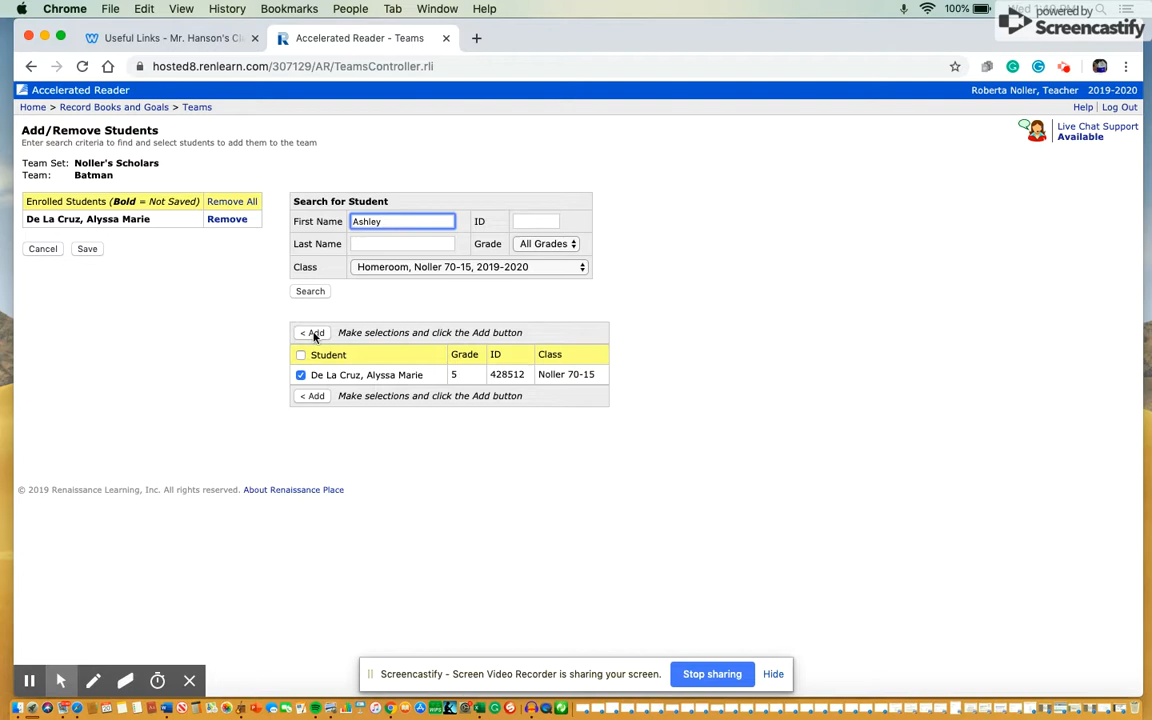 Chrome File Edit View History Bookmarks People Tab Window Help 100%
powered by
Screencastify
Useful Links - Mr. Hanson's Cl
Accelerated Reader - Teams
hosted8.renlearn.com/307129/AR/TeamsController.rli
Accelerated Reader
Roberta Noller, Teacher 2019-2020
Home > Record Books and Goals > Teams
Help | Log Out
Add/Remove Students
Enter search criteria to find and select students to add them to the team
Live Chat Support
Available
Team Set: Noller's Scholars
Team: Batman
Enrolled Students (Bold = Not Saved) Remove All
De La Cruz, Alyssa Marie Remove
Cancel Save
Search for Student
First Name Ashley ID
Last Name Grade All Grades
Class Homeroom, Noller 70-15, 2019-2020
Search
< Add Make selections and click the Add button
Student Grade ID Class
De La Cruz, Alyssa Marie 5 428512 Noller 70-15
< Add Make selections and click the Add button
© 2019 Renaissance Learning, Inc. All rights reserved. About Renaissance Place
Screencastify - Screen Video Recorder is sharing your screen. Stop sharing Hide